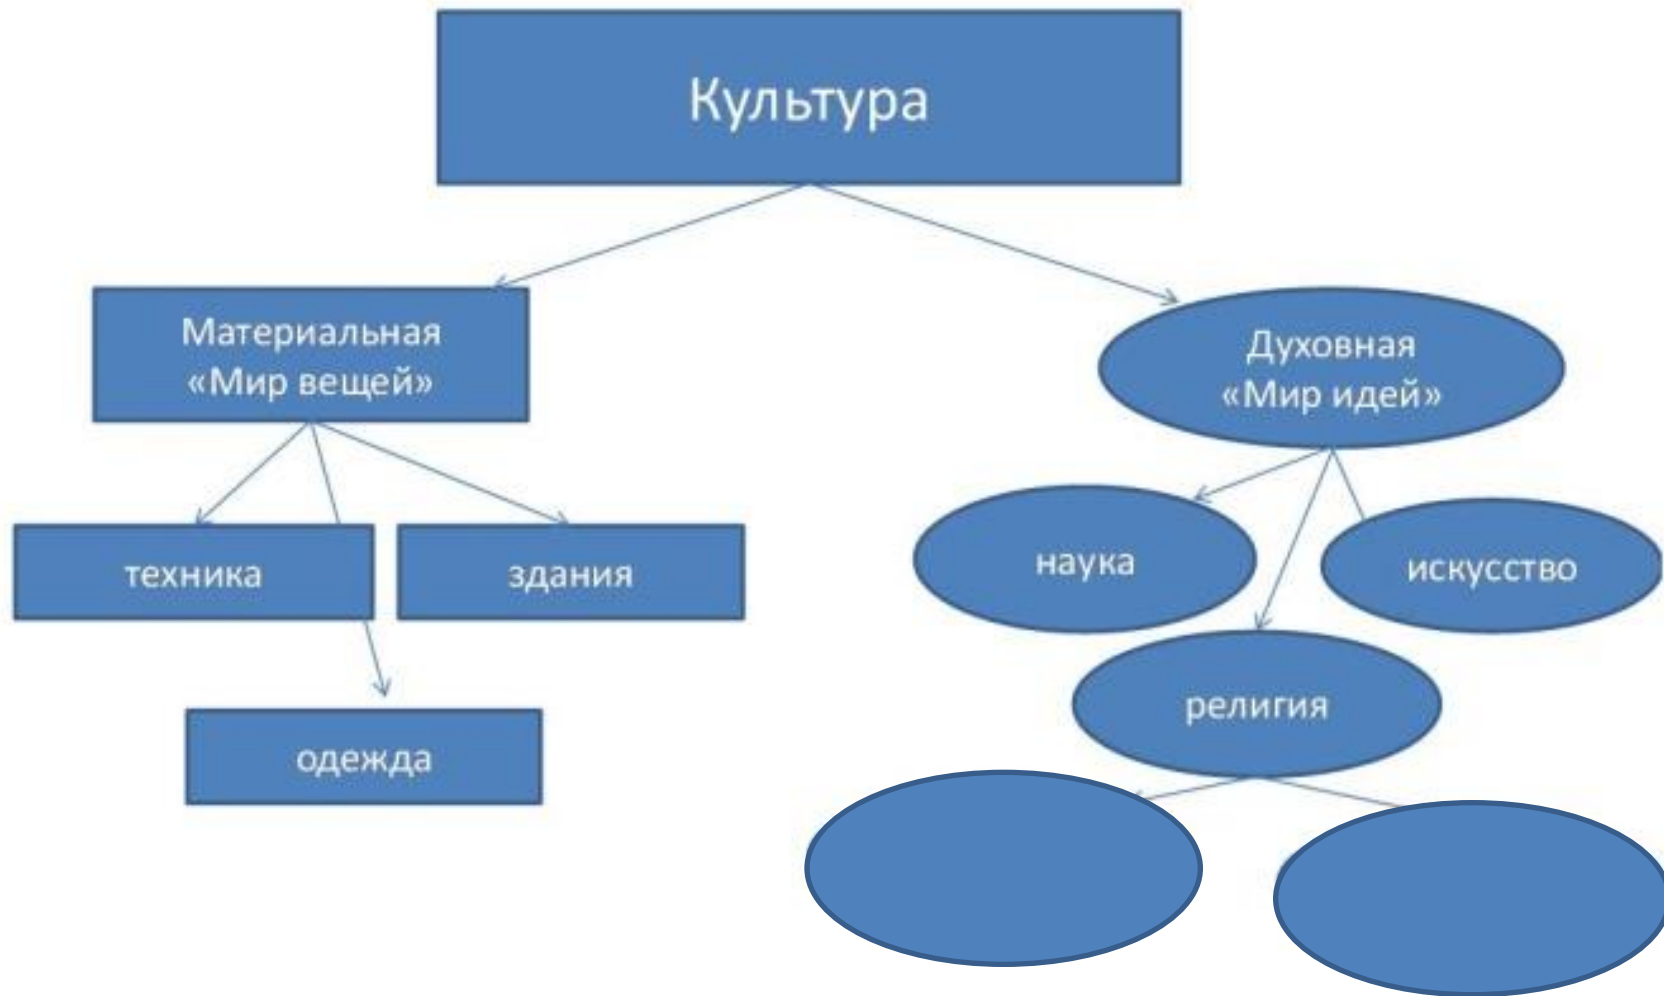 Культура
Материальная
«Мир вещей»
Духовная
«Мир идей»
техника
здания
наука
искусство
одежда
религия